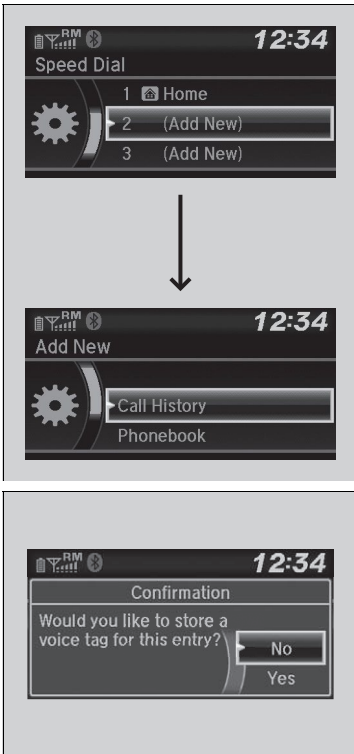 RM 12:34
Speed Dial
1 Home
2 (Add New)
3 (Add New)
RM 12:34
Add New
Call History
Phonebook
RM 12:34
Confirmation
Would you like to store a
voice tag for this entry?
No
Yes